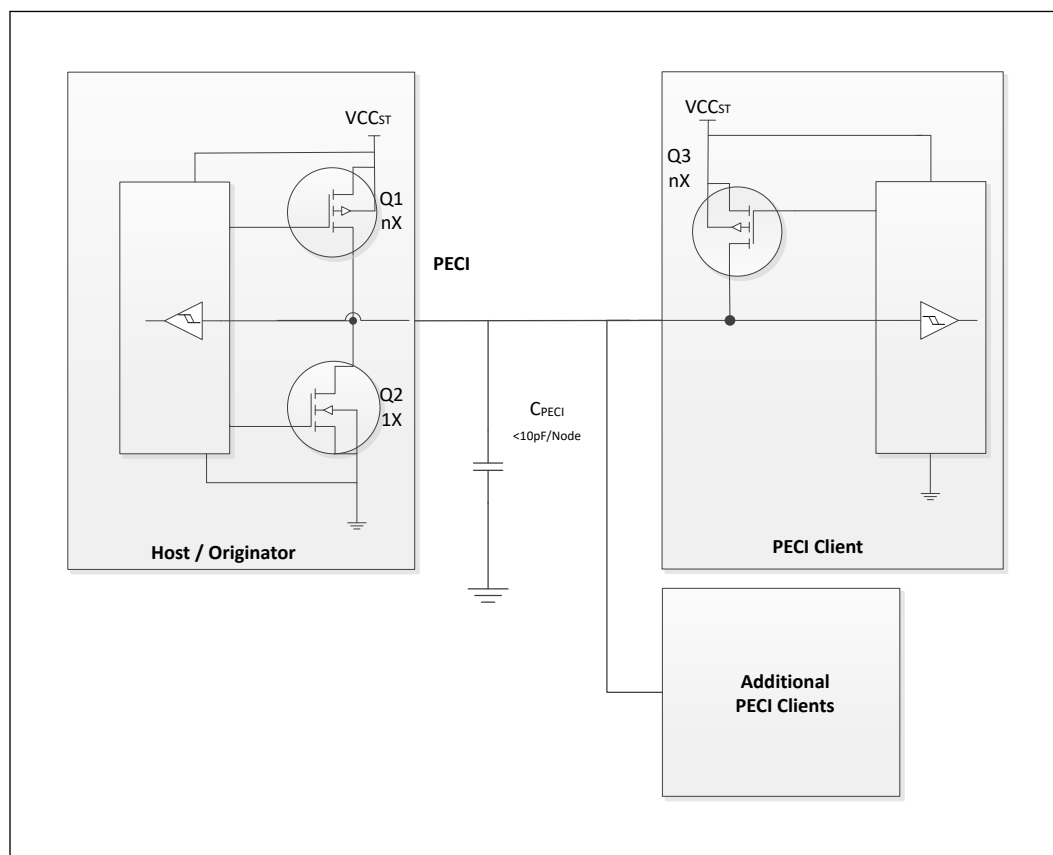 VCCST
Q1
nX
Q2
1X
Host / Originator
PECI
CPECI
<10pF/Node
VCCST
Q3
nX
PECI Client
Additional
PECI Clients